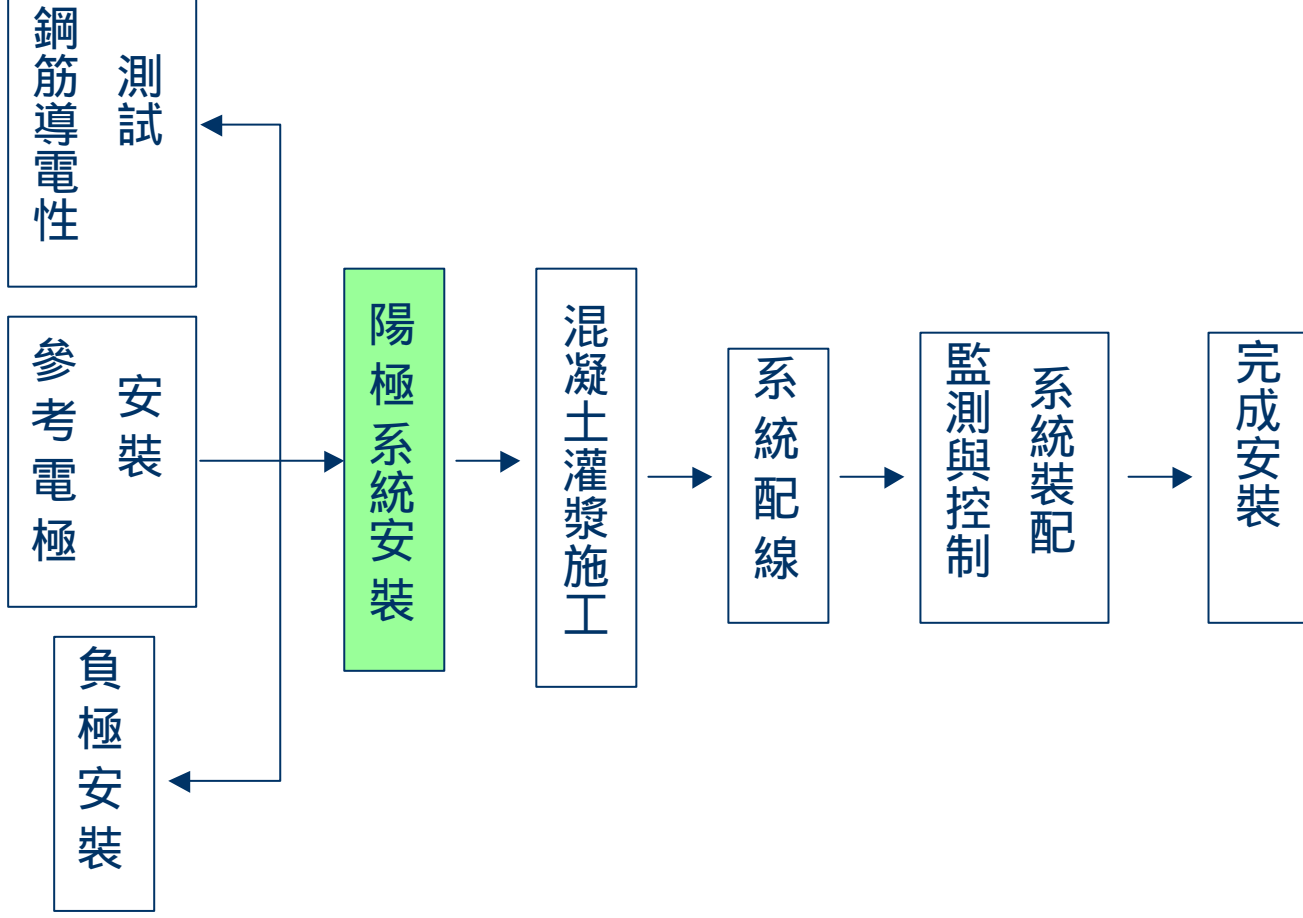 鋼筋導電性
測試
參考電極
安裝
負極安裝
陽極系統安裝
混凝土灌漿施工
系統配線
監測與控制
系統裝配
完成安裝